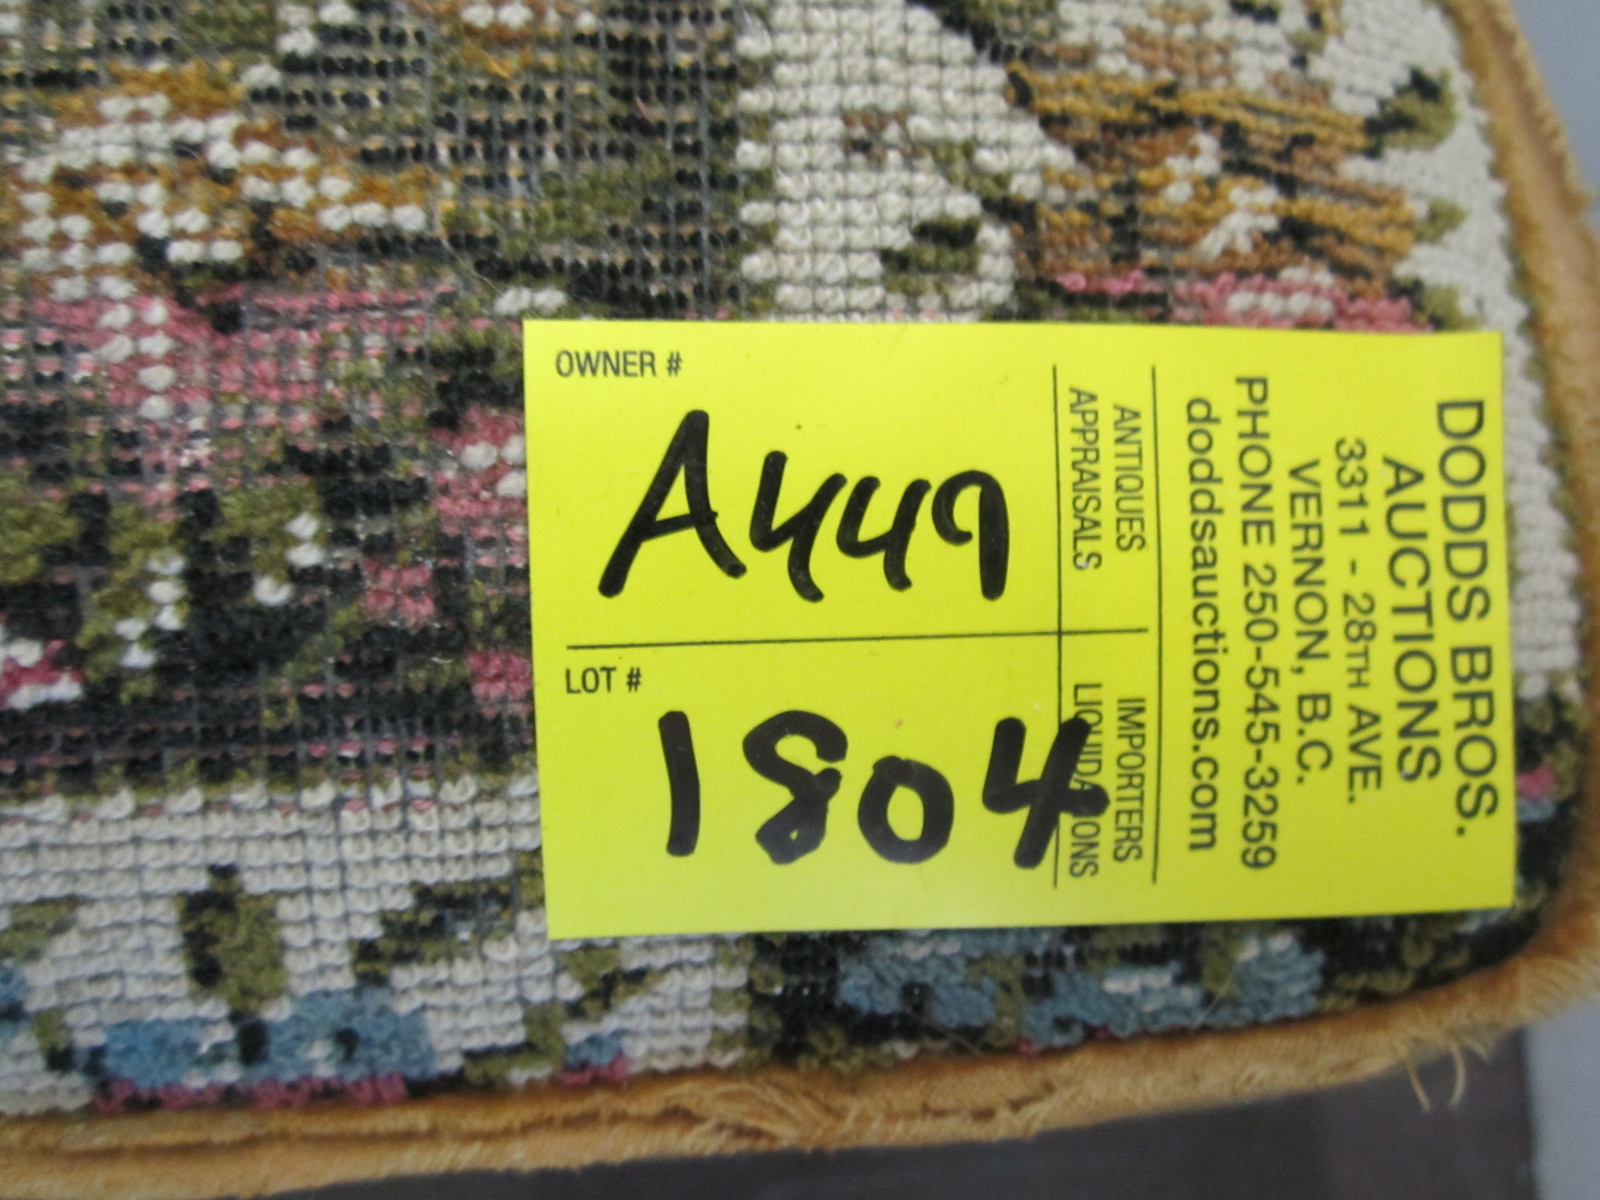 OWNER #
A449
LOT #
1804
DODDS BROS.
AUCTIONS
3311 - 28TH AVE.
VERNON, B.C.
PHONE 250-545-3259
doddsauctions.com
ANTIQUES
APPRAISALS
IMPORTERS
LIQUIDATIONS